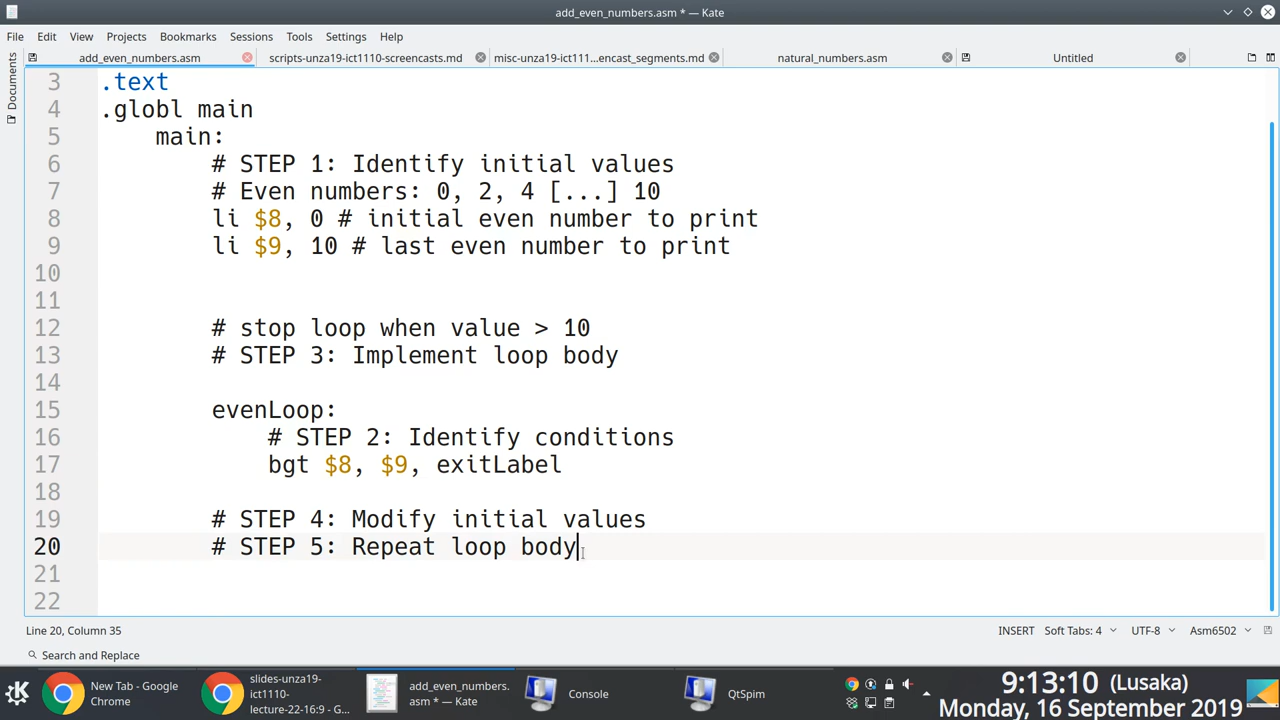 add_even_numbers.asm * — Kate
File Edit View Projects Bookmarks Sessions Tools Settings Help
add_even_numbers.asm scripts-unza19-ict1110-screencasts.md misc-unza19-ict111...encast_segments.md natural_numbers.asm Untitled
Documents
3 .text
4 .globl main
5 main:
6 # STEP 1: Identify initial values
7 # Even numbers: 0, 2, 4 [...] 10
8 li $8, 0 # initial even number to print
9 li $9, 10 # last even number to print
10
11
12 # stop loop when value > 10
13 # STEP 3: Implement loop body
14
15 evenLoop:
16 # STEP 2: Identify conditions
17 bgt $8, $9, exitLabel
18
19 # STEP 4: Modify initial values
20 # STEP 5: Repeat loop body
21
22
Line 20, Column 35 INSERT Soft Tabs: 4 UTF-8 Asm6502
Search and Replace
New Tab - Google Chrome
slides-unza19-ict1110-lecture-22-16:9 - G...
add_even_numbers.asm * — Kate
Console
QtSpim
9:13:10 (Lusaka)
Monday, 16 September 2019